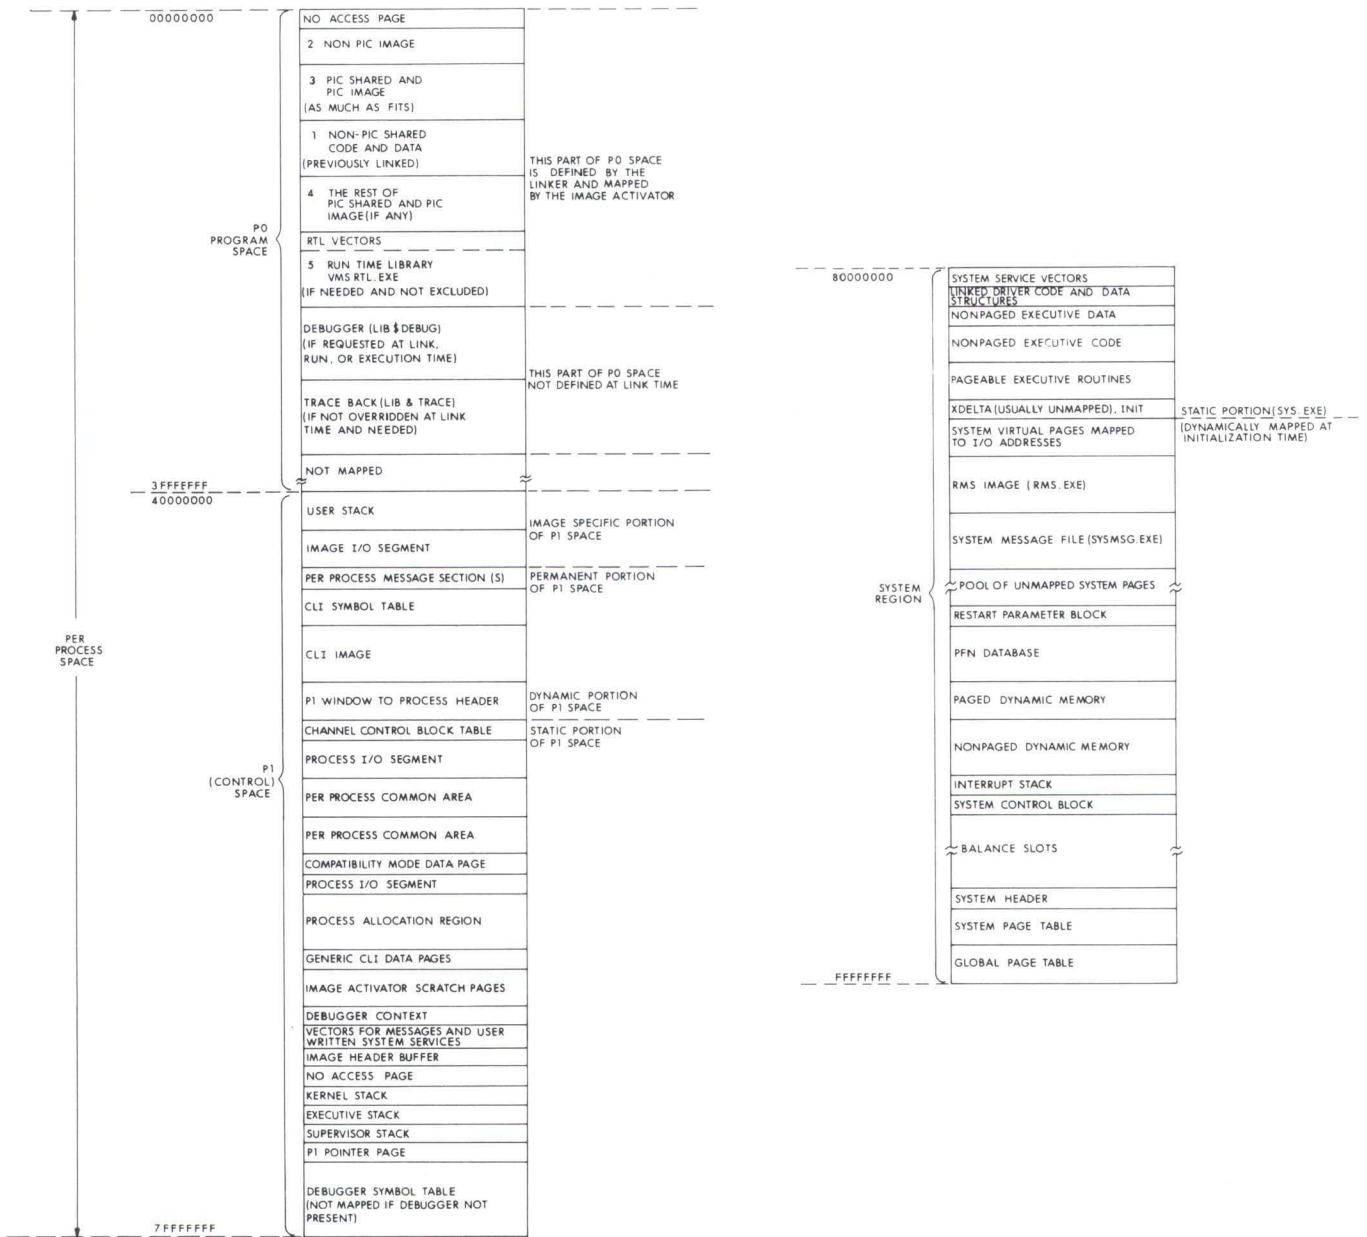 00000000
NO ACCESS PAGE
2 NON PIC IMAGE
3 PIC SHARED AND
PIC IMAGE
(AS MUCH AS FITS)
1 NON-PIC SHARED
CODE AND DATA
(PREVIOUSLY LINKED)
THIS PART OF P0 SPACE
IS DEFINED BY THE
LINKER AND MAPPED
BY THE IMAGE ACTIVATOR
4 THE REST OF
PIC SHARED AND PIC
IMAGE(IF ANY)
P0
PROGRAM
SPACE
RTL VECTORS
5 RUN TIME LIBRARY
VMS RTL.EXE
(IF NEEDED AND NOT EXCLUDED)
DEBUGGER (LIB $ DEBUG)
(IF REQUESTED AT LINK,
RUN, OR EXECUTION TIME)
THIS PART OF P0 SPACE
NOT DEFINED AT LINK TIME
TRACE BACK (LIB & TRACE)
(IF NOT OVERRIDDEN AT LINK
TIME AND NEEDED)
NOT MAPPED
3FFFEFFF
40000000
USER STACK
IMAGE SPECIFIC PORTION
OF P1 SPACE
IMAGE I/O SEGMENT
PER PROCESS MESSAGE SECTION (S)
PERMANENT PORTION
OF P1 SPACE
CLI SYMBOL TABLE
PER
PROCESS
SPACE
CLI IMAGE
P1 WINDOW TO PROCESS HEADER
DYNAMIC PORTION
OF P1 SPACE
CHANNEL CONTROL BLOCK TABLE
STATIC PORTION
OF P1 SPACE
PROCESS I/O SEGMENT
P1
(CONTROL)
SPACE
PER PROCESS COMMON AREA
PER PROCESS COMMON AREA
COMPATIBILITY MODE DATA PAGE
PROCESS I/O SEGMENT
PROCESS ALLOCATION REGION
GENERIC CLI DATA PAGES
IMAGE ACTIVATOR SCRATCH PAGES
DEBUGGER CONTEXT
VECTORS FOR MESSAGES AND USER
WRITTEN SYSTEM SERVICES
IMAGE HEADER BUFFER
NO ACCESS PAGE
KERNEL STACK
EXECUTIVE STACK
SUPERVISOR STACK
P1 POINTER PAGE
DEBUGGER SYMBOL TABLE
(NOT MAPPED IF DEBUGGER NOT
PRESENT)
7FFFFFFF
80000000
SYSTEM SERVICE VECTORS
LINKED DRIVER CODE AND DATA
STRUCTURES
NONPAGED EXECUTIVE DATA
NONPAGED EXECUTIVE CODE
PAGEABLE EXECUTIVE ROUTINES
XDELTA (USUALLY UNMAPPED), INIT
STATIC PORTION(SYS.EXE)
(DYNAMICALLY MAPPED AT
INITIALIZATION TIME)
SYSTEM VIRTUAL PAGES MAPPED
TO I/O ADDRESSES
RMS IMAGE (RMS.EXE)
SYSTEM MESSAGE FILE (SYSMSG.EXE)
SYSTEM
REGION
POOL OF UNMAPPED SYSTEM PAGES
RESTART PARAMETER BLOCK
PFN DATABASE
PAGED DYNAMIC MEMORY
NONPAGED DYNAMIC MEMORY
INTERRUPT STACK
SYSTEM CONTROL BLOCK
BALANCE SLOTS
SYSTEM HEADER
SYSTEM PAGE TABLE
GLOBAL PAGE TABLE
FFFFFFFF